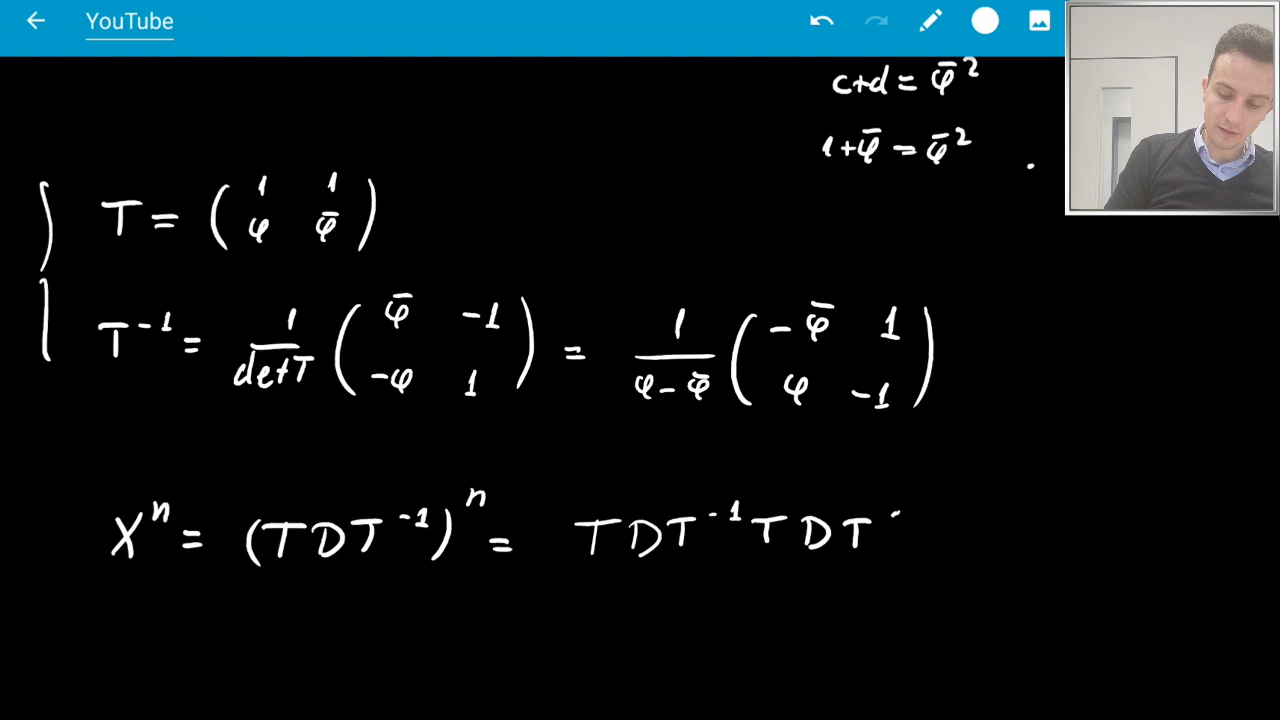 YouTube
c+d = φ̄²
1+φ̄ = φ̄²
T = ( 1 1
φ φ̄ )
T⁻¹ = 1/detT ( φ̄ -1
-φ 1 ) = 1/(φ-φ̄) ( -φ̄ 1
φ -1 )
Xⁿ = (TDT⁻¹)ⁿ = TDT⁻¹TDT